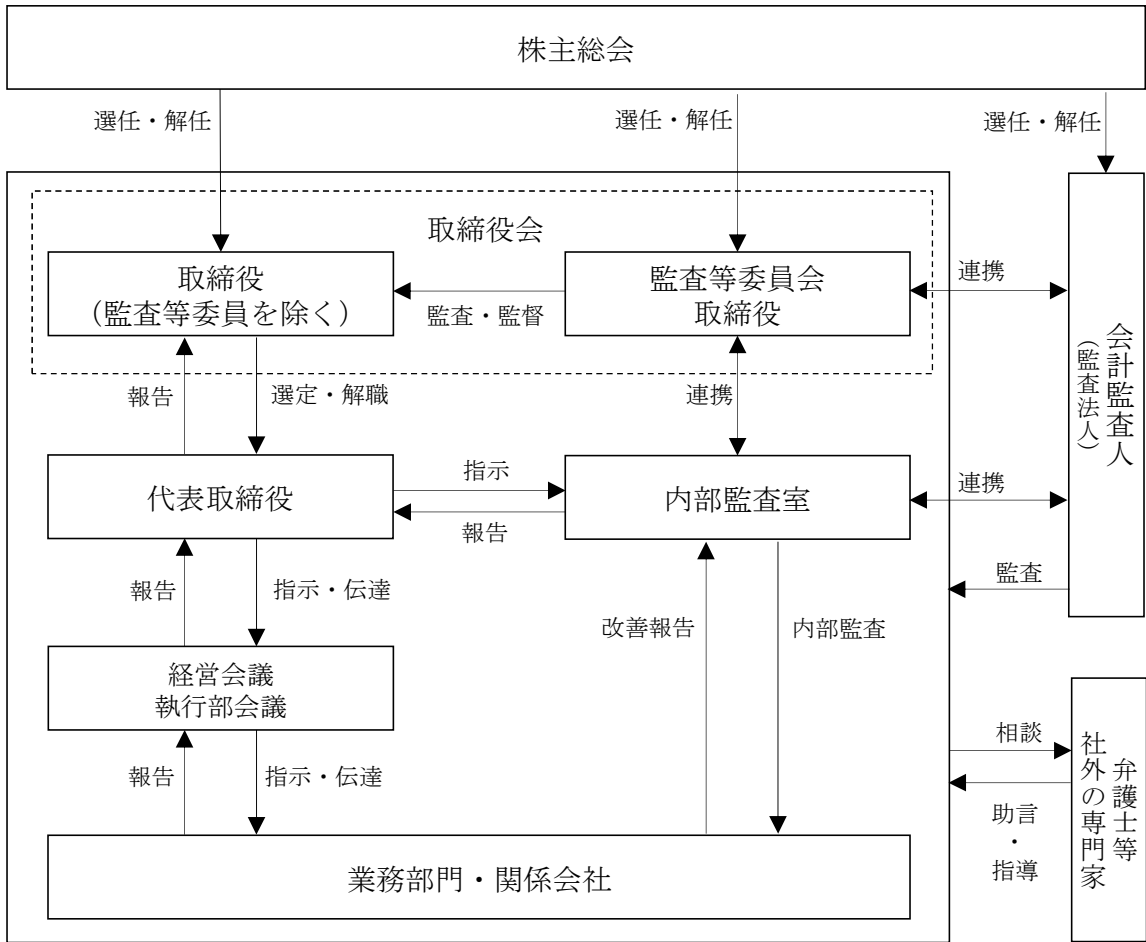 株主総会
選任・解任
選任・解任
選任・解任
取締役会
取締役
（監査等委員を除く）
監査・監督
監査等委員会
取締役
連携
会計監査人
（監査法人）
報告
選定・解職
連携
代表取締役
指示
報告
内部監査室
連携
監査
報告
指示・伝達
改善報告
内部監査
経営会議
執行部会議
報告
指示・伝達
相談
助言
・
指導
弁護士等
社外の専門家
業務部門・関係会社